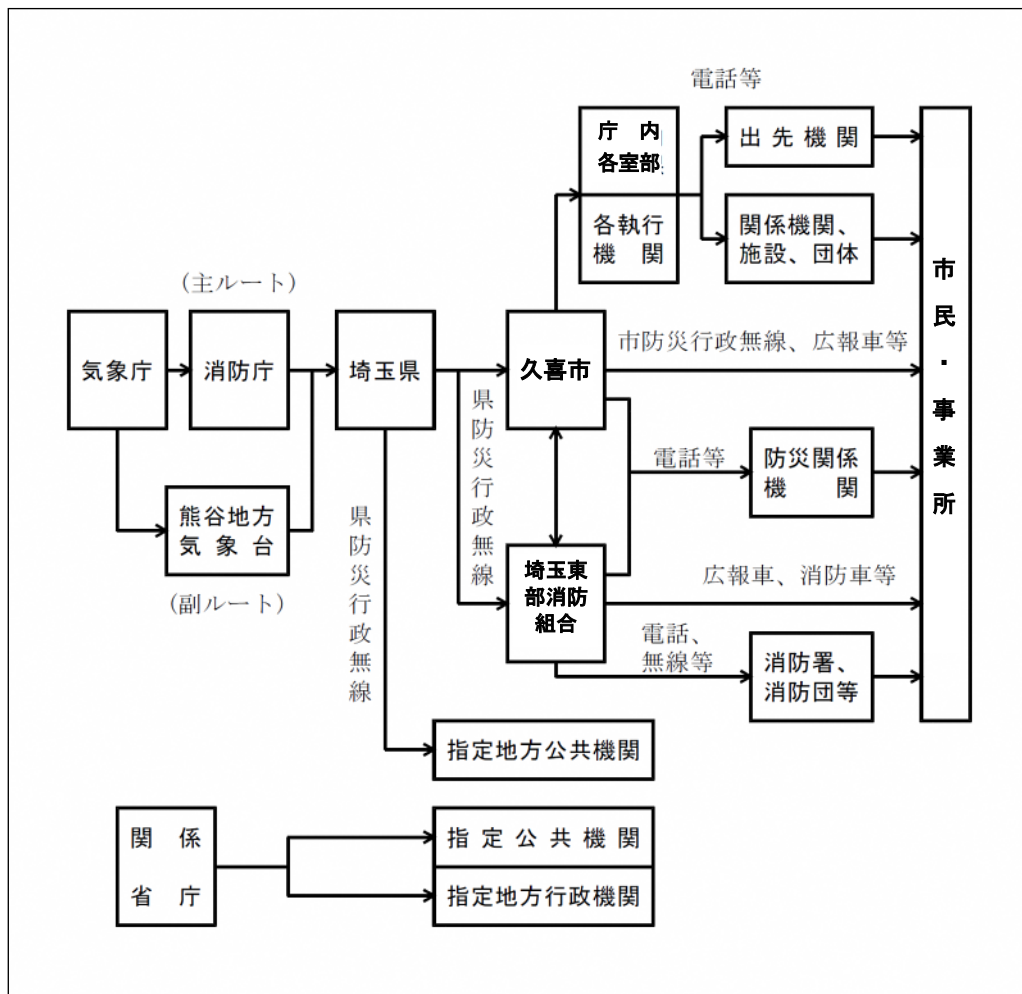 電話等
庁内
各室部
各執行
機関
出先機関
関係機関、
施設、団体
市民・事業所
(主ルート)
気象庁
消防庁
埼玉県
久喜市
市防災行政無線、広報車等
県防災行政無線
電話等
防災関係
機関
熊谷地方
気象台
(副ルート)
県防災行政無線
埼玉東
部消防
組合
広報車、消防車等
電話、
無線等
消防署、
消防団等
指定地方公共機関
関係
省庁
指定公共機関
指定地方行政機関